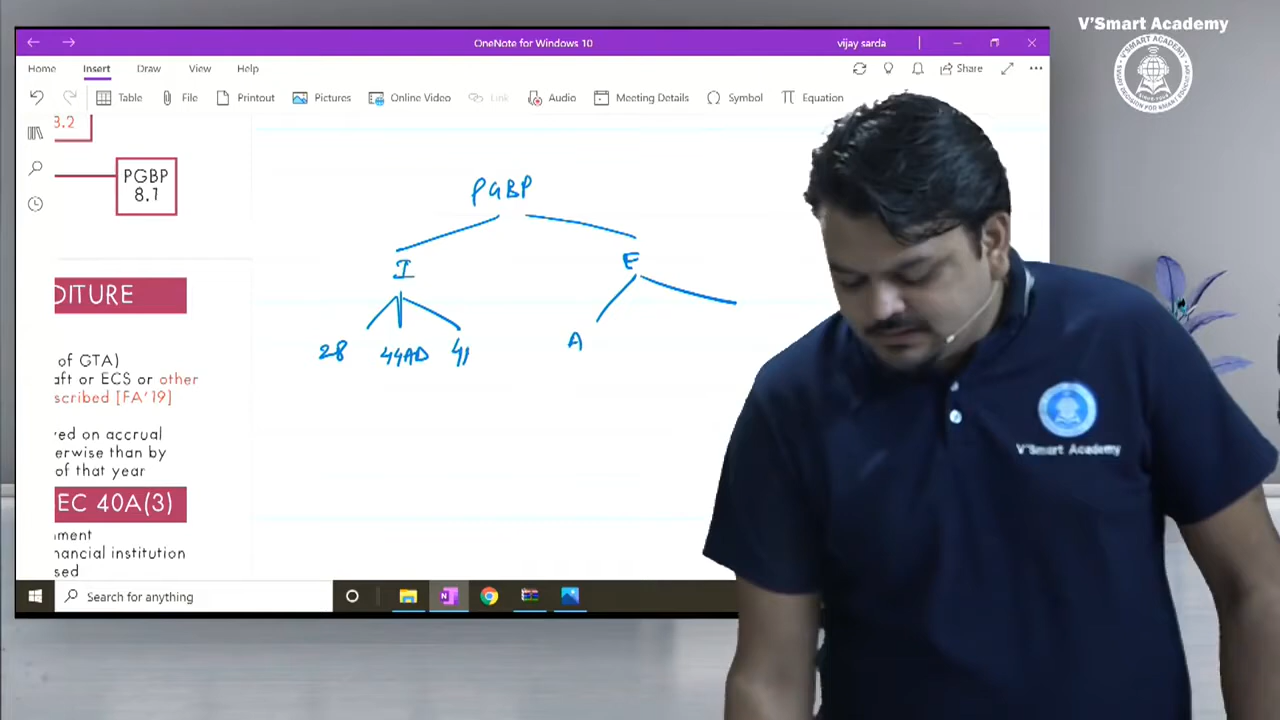 V'Smart Academy
OneNote for Windows 10
vijay sarda
Home
Insert
Draw
View
Help
Share
Table
File
Printout
Pictures
Online Video
Link
Audio
Meeting Details
Symbol
Equation
3.2
PGBP
8.1
DITURE
of GTA)
aft or ECS or other
scribed [FA'19]
ved on accrual
erwise than by
of that year
EC 40A(3)
ment
nancial institution
sed
PGBP
I
E
28
44AD
41
A
V'Smart Academy
Search for anything